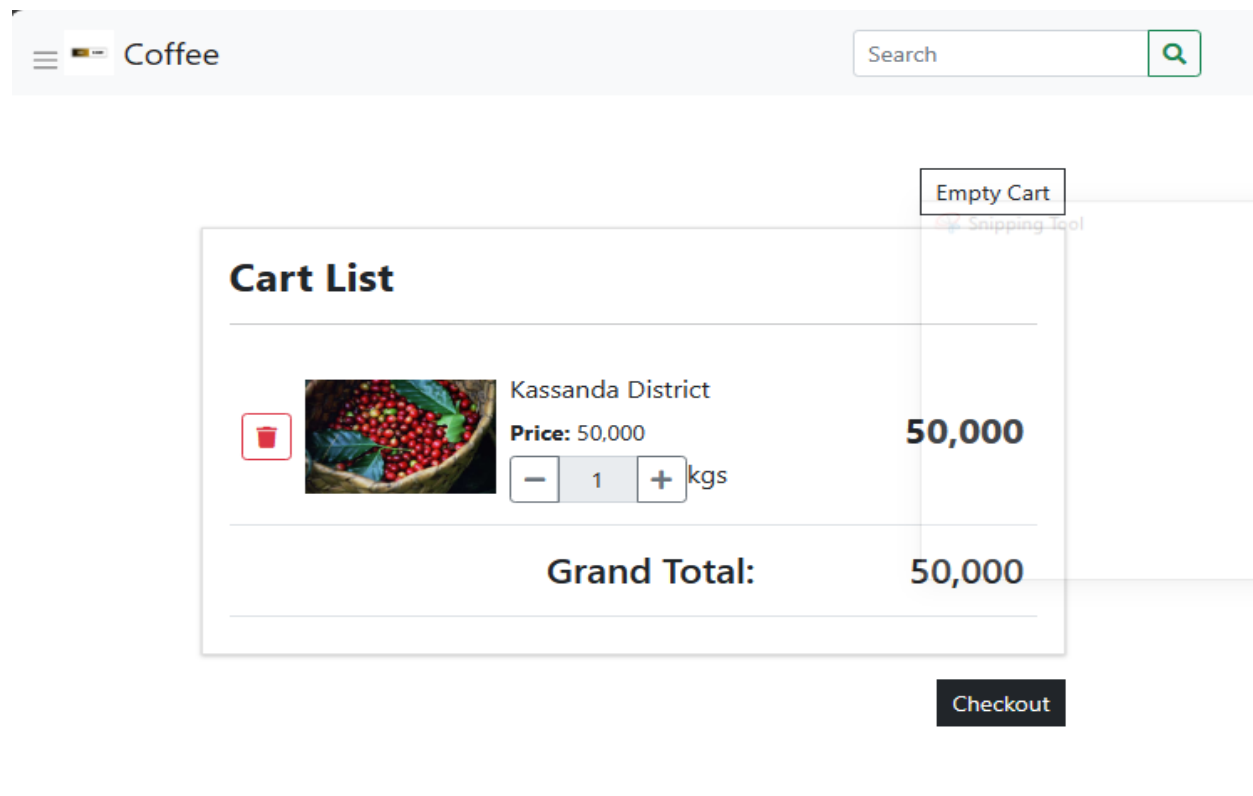 Coffee
Search
Empty Cart
Snipping Tool
Cart List
Kassanda District
Price: 50,000
50,000
1
kgs
Grand Total: 50,000
Checkout